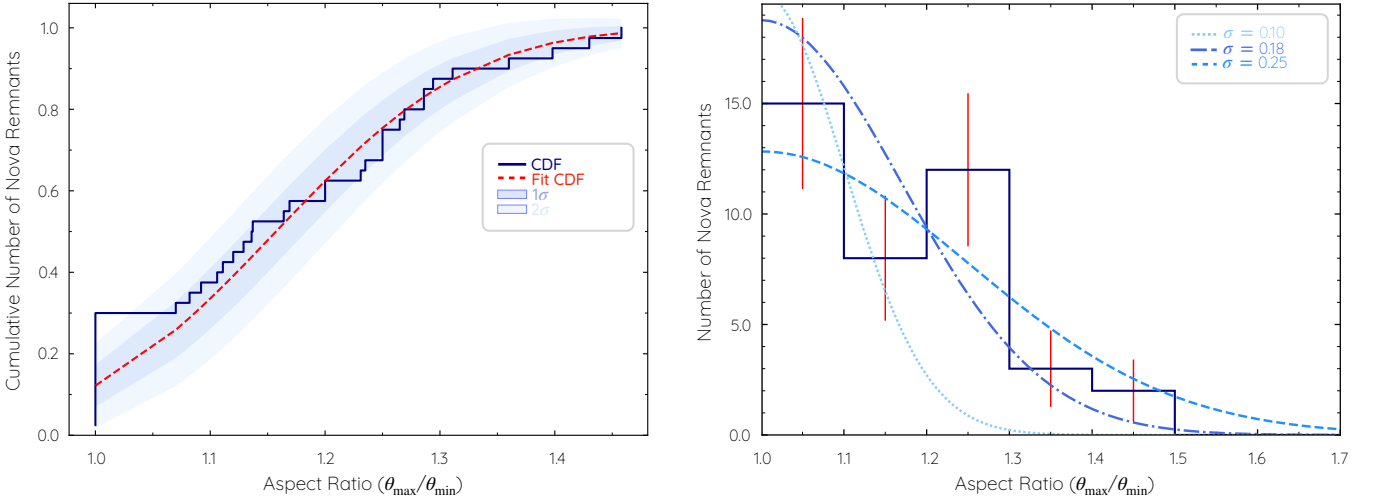 Cumulative Number of Nova Remnants
1.0
0.8
0.6
0.4
0.2
0.0
CDF
Fit CDF
1σ
2σ
1.0 1.1 1.2 1.3 1.4
Aspect Ratio (θmax/θmin)
Number of Nova Remnants
15.0
10.0
5.0
0.0
σ = 0.10
σ = 0.18
σ = 0.25
1.0 1.1 1.2 1.3 1.4 1.5 1.6 1.7
Aspect Ratio (θmax/θmin)